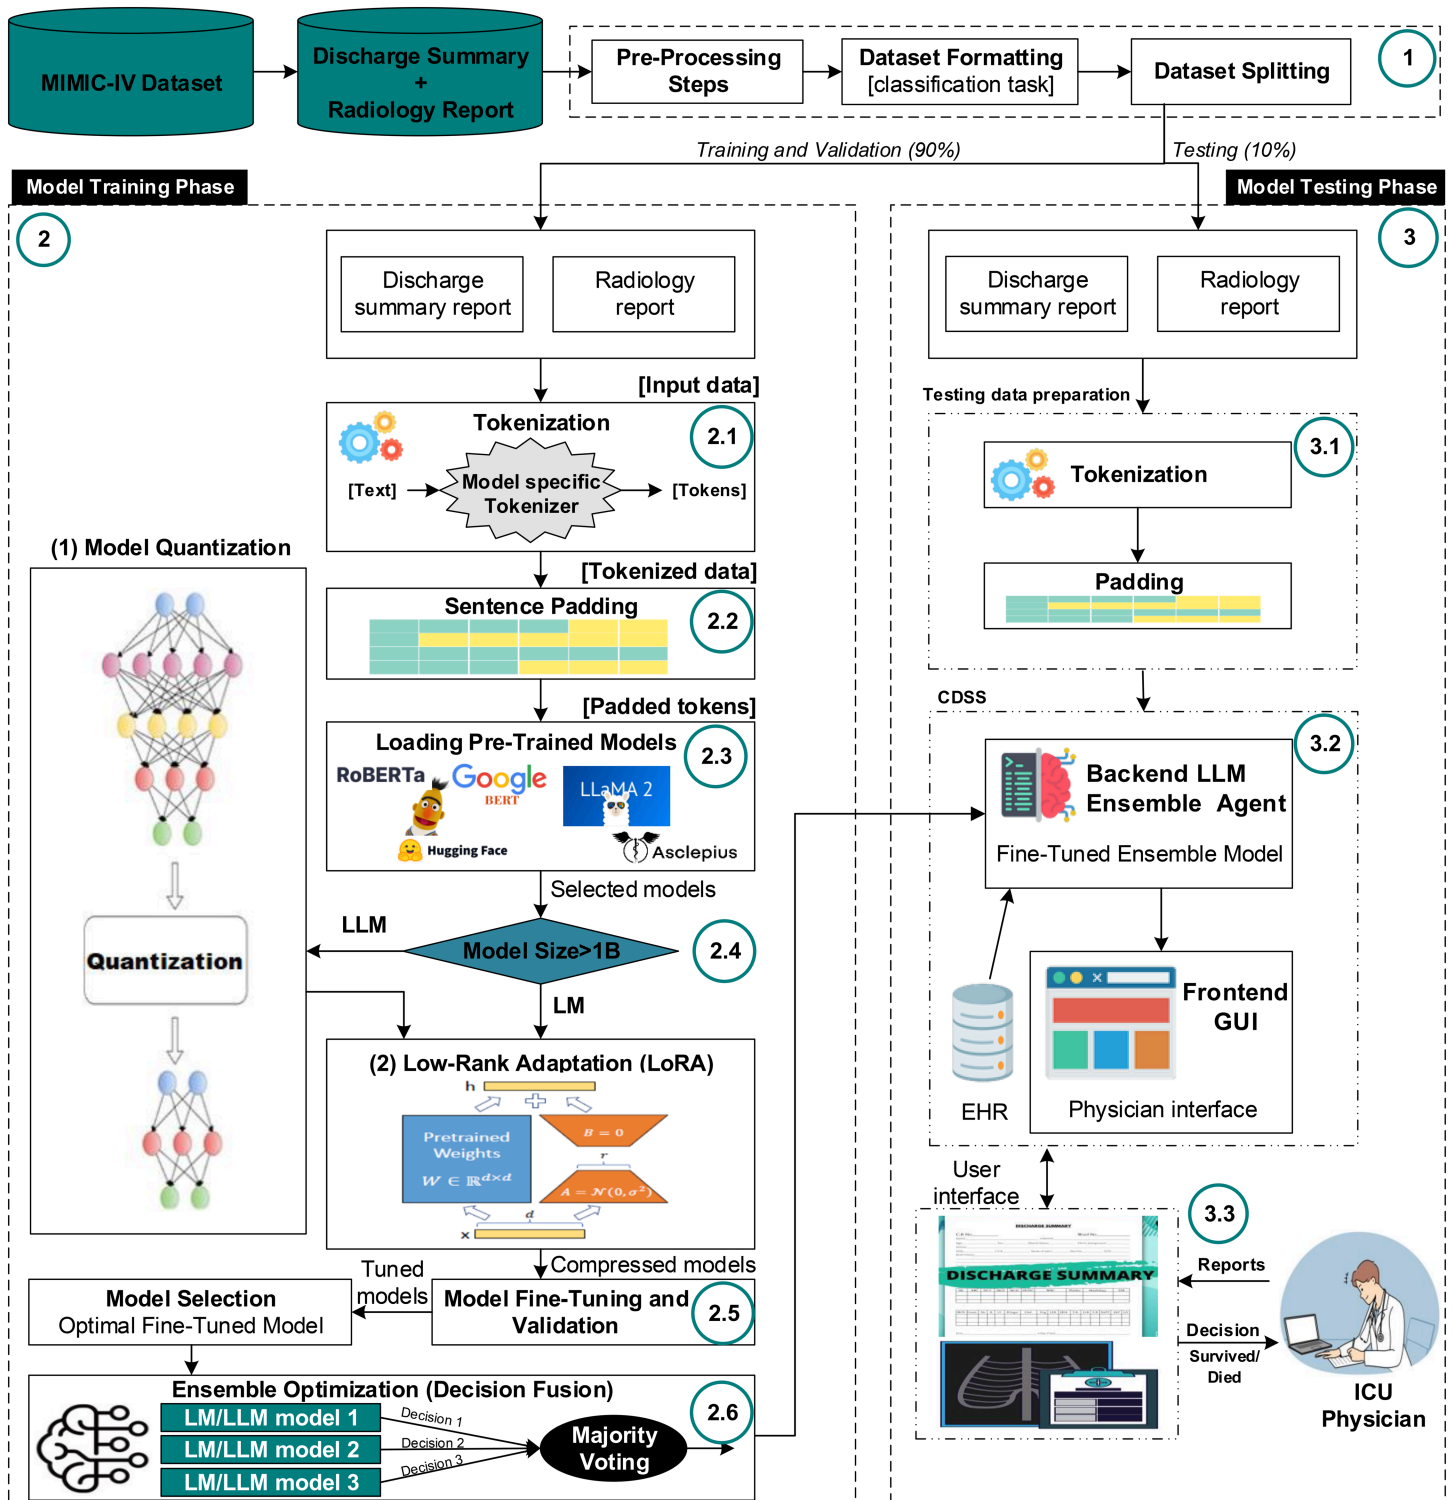 MIMIC-IV Dataset
Discharge Summary
+
Radiology Report
Pre-Processing
Steps
Dataset Formatting
[classification task]
Dataset Splitting
1
Training and Validation (90%)
Testing (10%)
Model Training Phase
2
Discharge
summary report
Radiology
report
[Input data]
Tokenization
2.1
[Text]
Model specific
Tokenizer
[Tokens]
[Tokenized data]
Sentence Padding
2.2
[Padded tokens]
Loading Pre-Trained Models
2.3
RoBERTa
Google
BERT
LLaMA 2
Hugging Face
Asclepius
Selected models
Model Size>1B
2.4
LLM
LM
(1) Model Quantization
Quantization
(2) Low-Rank Adaptation (LoRA)
h
Pretrained
Weights
W ∈ ℝ^{d×d}
B = 0
r
A = 𝒩(0, σ²)
d
x
Compressed models
Model Fine-Tuning and
Validation
2.5
Tuned
models
Model Selection
Optimal Fine-Tuned Model
Ensemble Optimization (Decision Fusion)
2.6
LM/LLM model 1
LM/LLM model 2
LM/LLM model 3
Decision 1
Decision 2
Decision 3
Majority
Voting
Model Testing Phase
3
Discharge
summary report
Radiology
report
Testing data preparation
3.1
Tokenization
Padding
CDSS
3.2
Backend LLM
Ensemble Agent
Fine-Tuned Ensemble Model
EHR
Frontend
GUI
Physician interface
User
interface
3.3
DISCHARGE SUMMARY
DISCHARGE SUMMARY
Reports
Decision
Survived/
Died
ICU
Physician